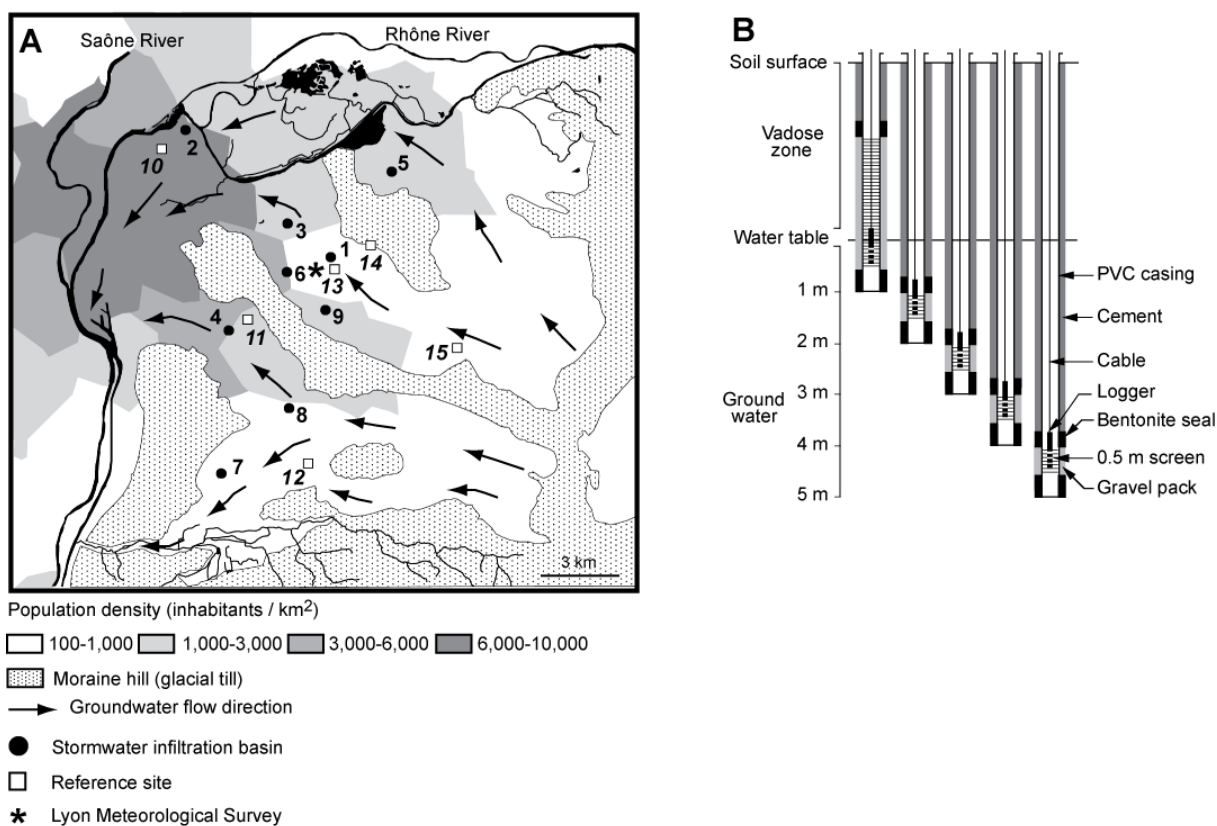 A
Saône River
Rhône River
2
10
5
3
1
14
6
*
13
9
4
11
15
8
7
12
3 km
Population density (inhabitants / km2)
100-1,000
1,000-3,000
3,000-6,000
6,000-10,000
Moraine hill (glacial till)
Groundwater flow direction
Stormwater infiltration basin
Reference site
* Lyon Meteorological Survey
B
Soil surface
Vadose
zone
Water table
1 m
2 m
3 m
Ground
water
4 m
5 m
PVC casing
Cement
Cable
Logger
Bentonite seal
0.5 m screen
Gravel pack